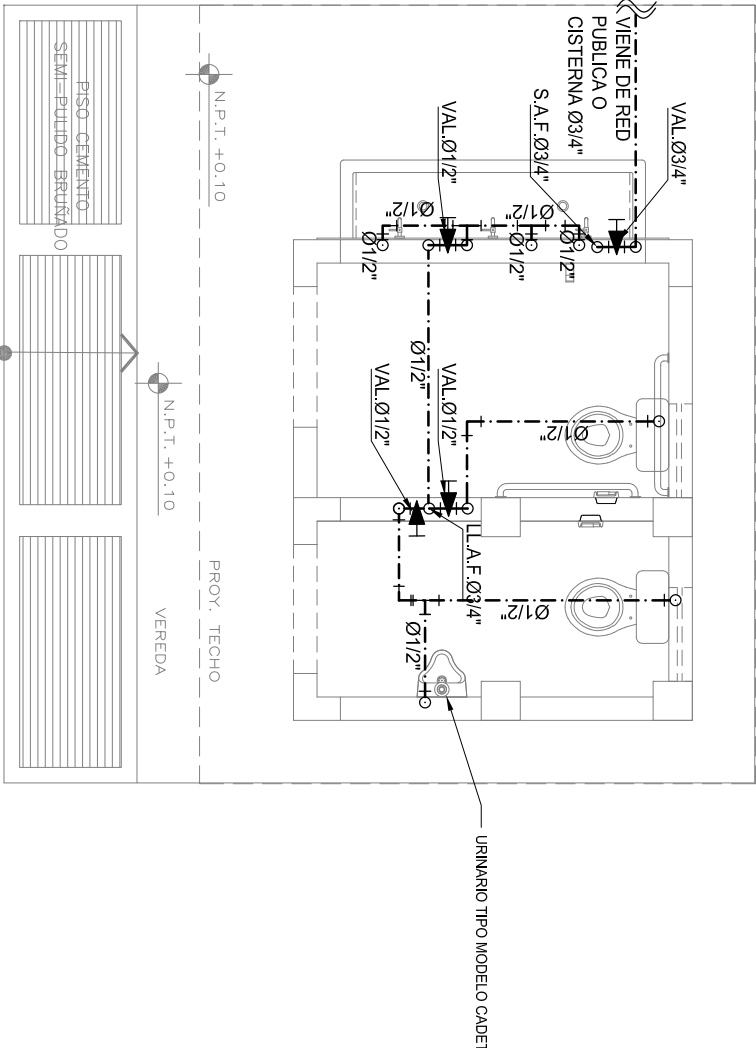 VIENE DE RED
PUBLICA O
CISTERNA Ø3/4"
VAL.Ø3/4"
S.A.F.Ø3/4"
VAL.Ø1/2"
Ø1/2"
Ø1/2"
Ø1/2"
Ø1/2"
Ø1/2"
Ø1/2"
VAL.Ø1/2"
VAL.Ø1/2"
Ø1/2"
LL.A.F.Ø3/4"
Ø1/2"
Ø1/2"
URINARIO TIPO MODELO CADET
N.P.T. +0.10
PISO CEMENTO
SEMI-PULIDO BRUÑADO
N.P.T. +0.10
PROY. TECHO
VEREDA